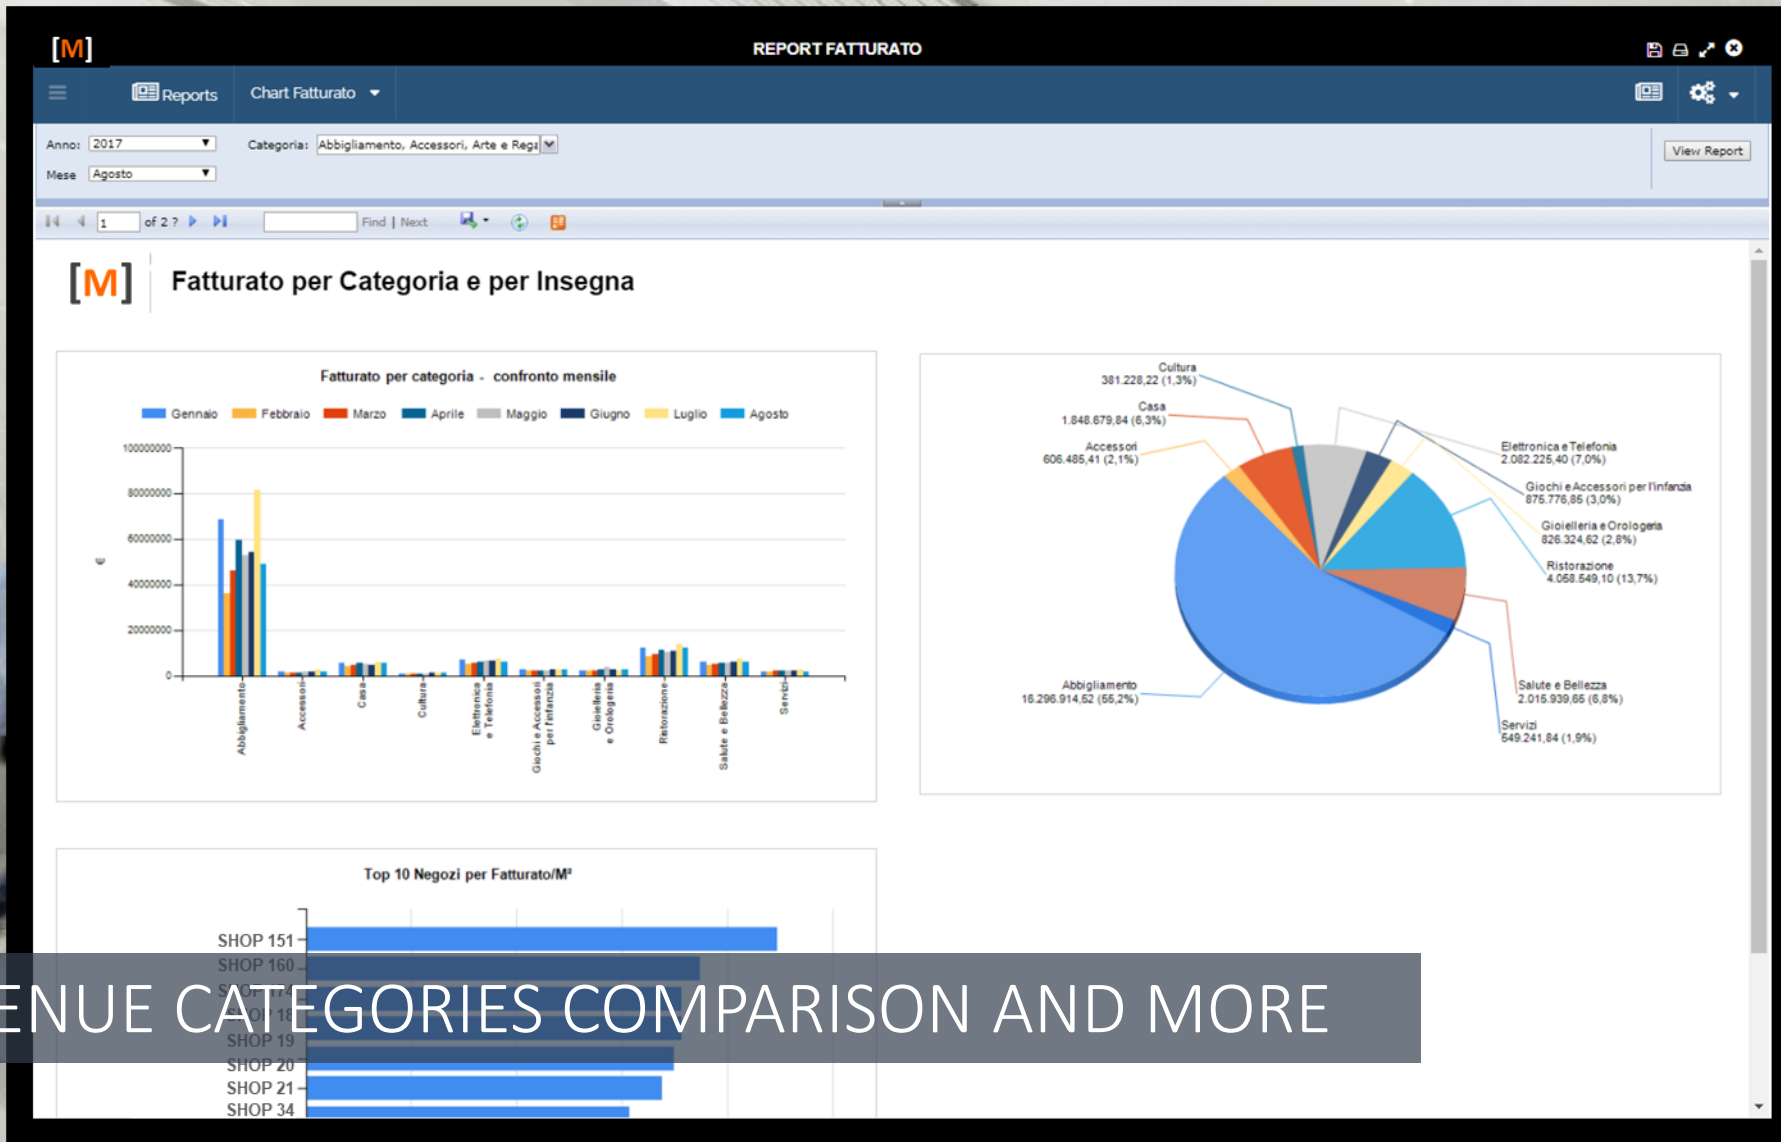 [M]
REPORT FATTURATO
Reports
Chart Fatturato
Anno:
2017
Categoria:
Abbigliamento, Accessori, Arte e Rega
View Report
Mese
Agosto
1
of 2 ?
Find | Next
[M]
Fatturato per Categoria e per Insegna
Fatturato per categoria - confronto mensile
Gennaio
Febbraio
Marzo
Aprile
Maggio
Giugno
Luglio
Agosto
100000000
80000000
60000000
40000000
20000000
0
€
Abbigliamento
Accessori
Casa
Cultura
Elettronica
e Telefonia
Giochi e Accessori
per l'infanzia
Gioielleria
e Orologeria
Ristorazione
Salute e Bellezza
Servizi
Cultura
381.228,22 (1,3%)
Casa
1.848.679,84 (6,3%)
Accessori
606.485,41 (2,1%)
Elettronica e Telefonia
2.082.225,40 (7,0%)
Giochi e Accessori per l'infanzia
875.776,85 (3,0%)
Gioielleria e Orologeria
826.324,62 (2,8%)
Ristorazione
4.058.549,10 (13,7%)
Abbigliamento
16.296.914,52 (55,2%)
Salute e Bellezza
2.015.939,65 (6,8%)
Servizi
549.241,84 (1,9%)
Top 10 Negozi per Fatturato/M²
SHOP 151
SHOP 160
SHOP 174
SHOP 18
SHOP 19
SHOP 20
SHOP 21
SHOP 34
ENUE CATEGORIES COMPARISON AND MORE